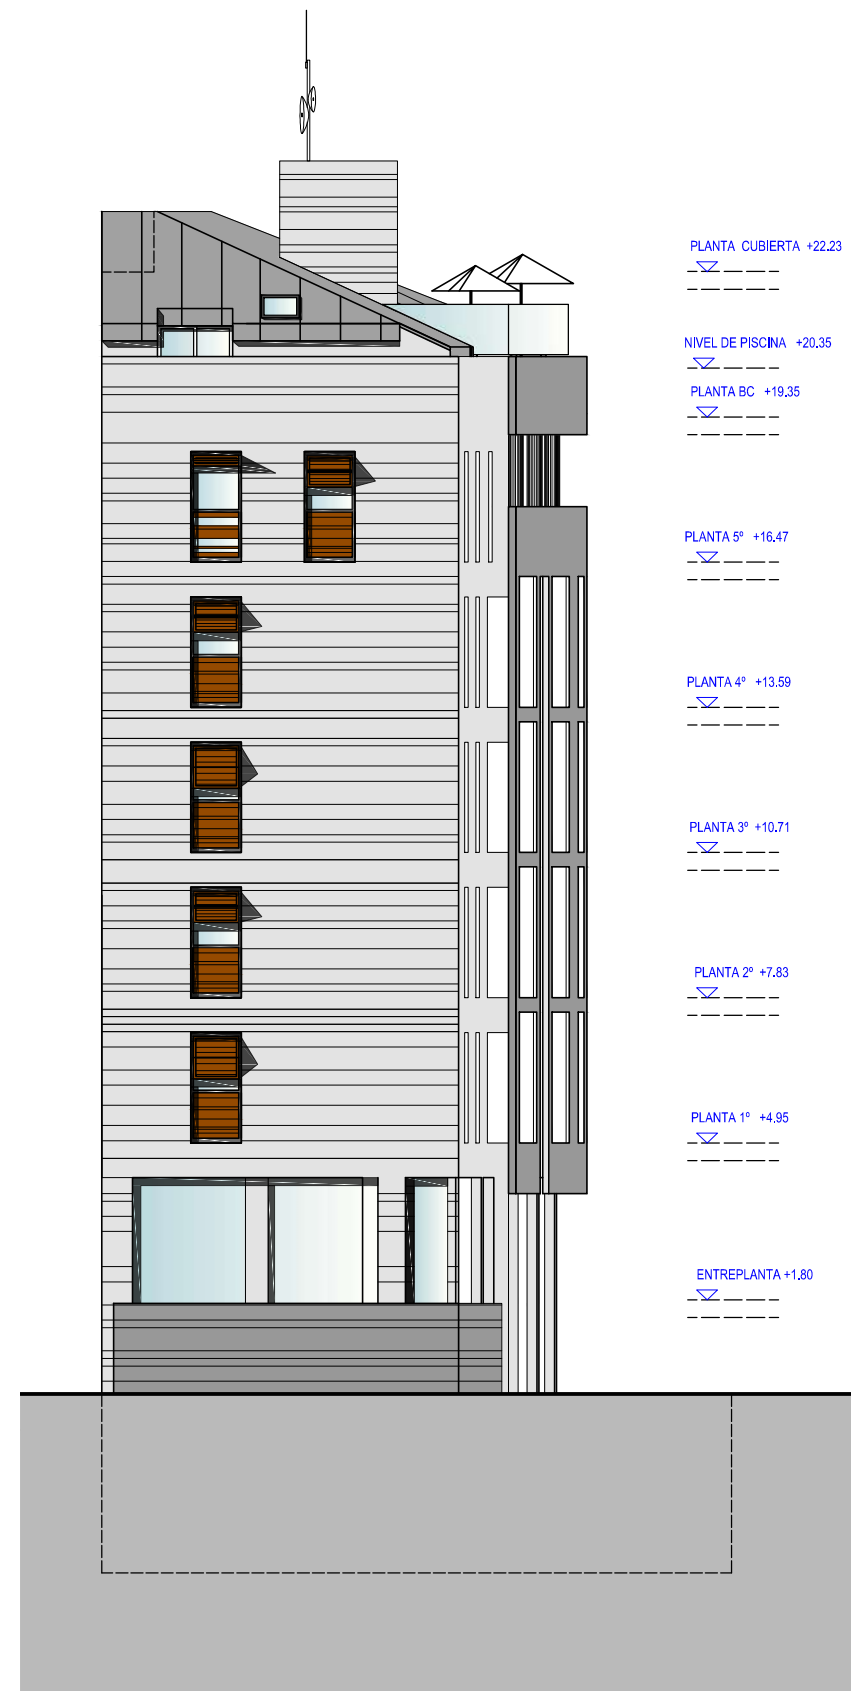 PLANTA CUBIERTA +22.23
NIVEL DE PISCINA +20.35
PLANTA BC +19.35
PLANTA 5º +16.47
PLANTA 4º +13.59
PLANTA 3º +10.71
PLANTA 2º +7.83
PLANTA 1º +4.95
ENTREPLANTA +1.80